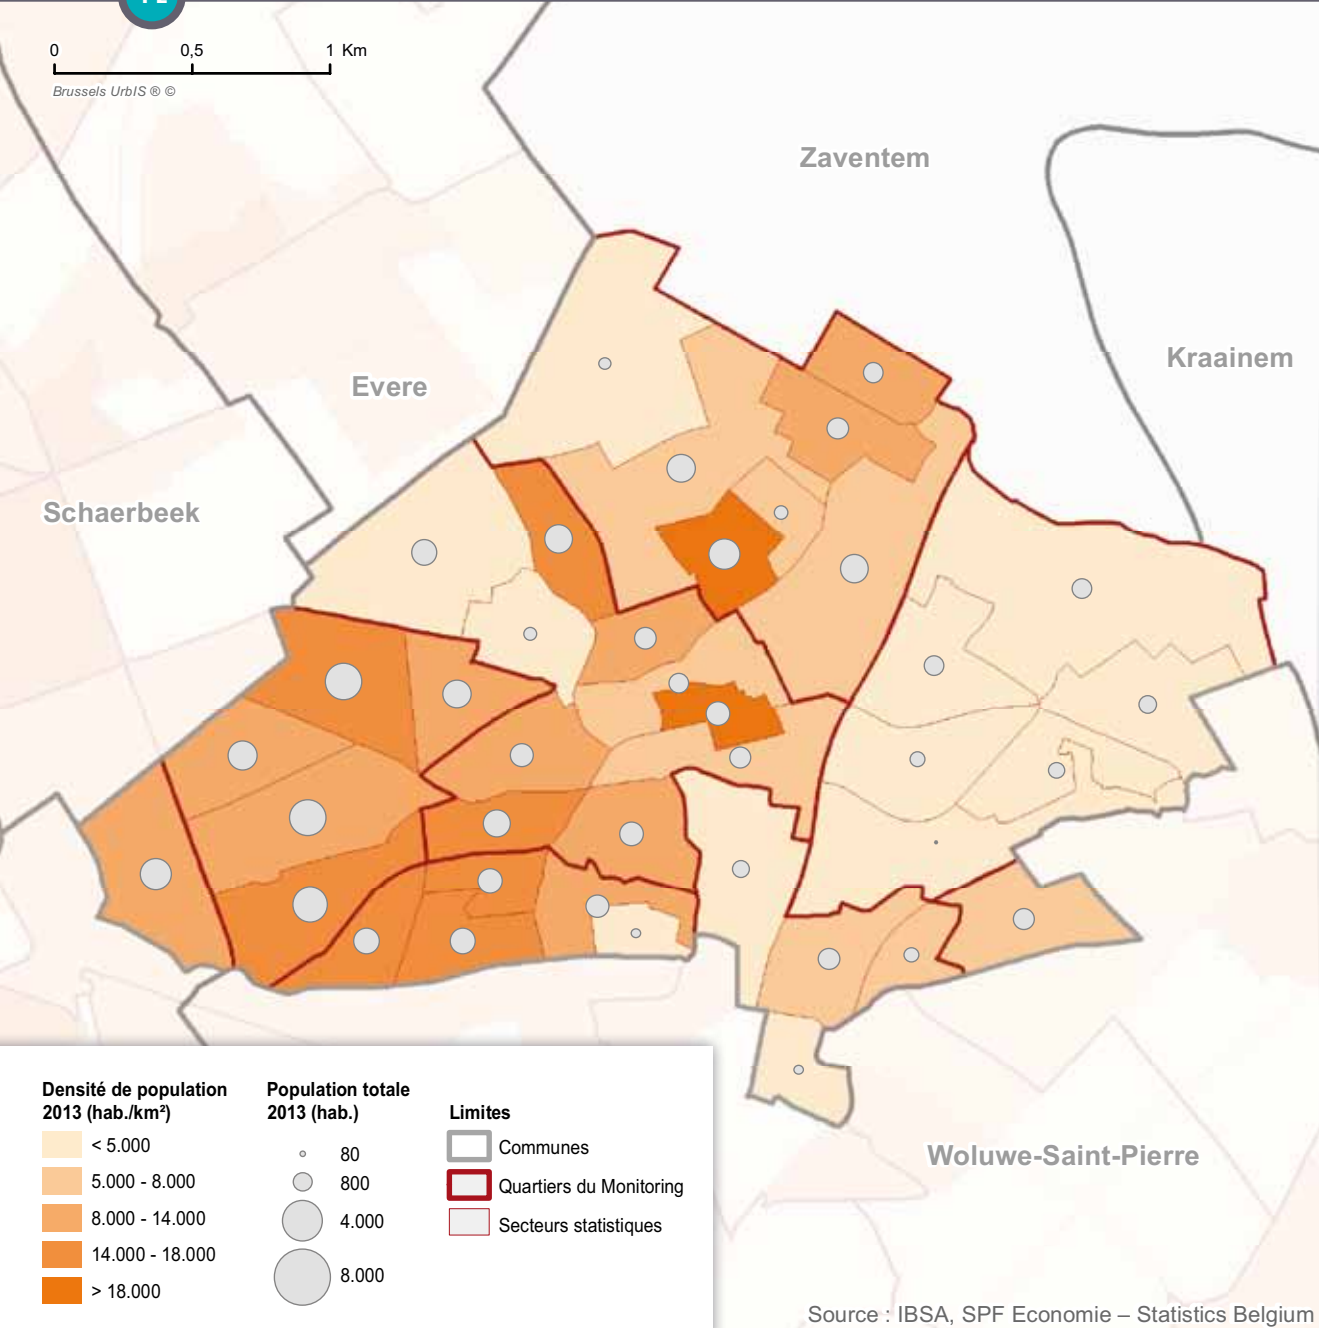 0 0,5 1 Km
Brussels UrbIS ® ©
Zaventem
Kraainem
Evere
Schaerbeek
Densité de population
2013 (hab./km²)
< 5.000
5.000 - 8.000
8.000 - 14.000
14.000 - 18.000
> 18.000
Population totale
2013 (hab.)
80
800
4.000
8.000
Limites
Communes
Quartiers du Monitoring
Secteurs statistiques
Woluwe-Saint-Pierre
Source : IBSA, SPF Economie – Statistics Belgium